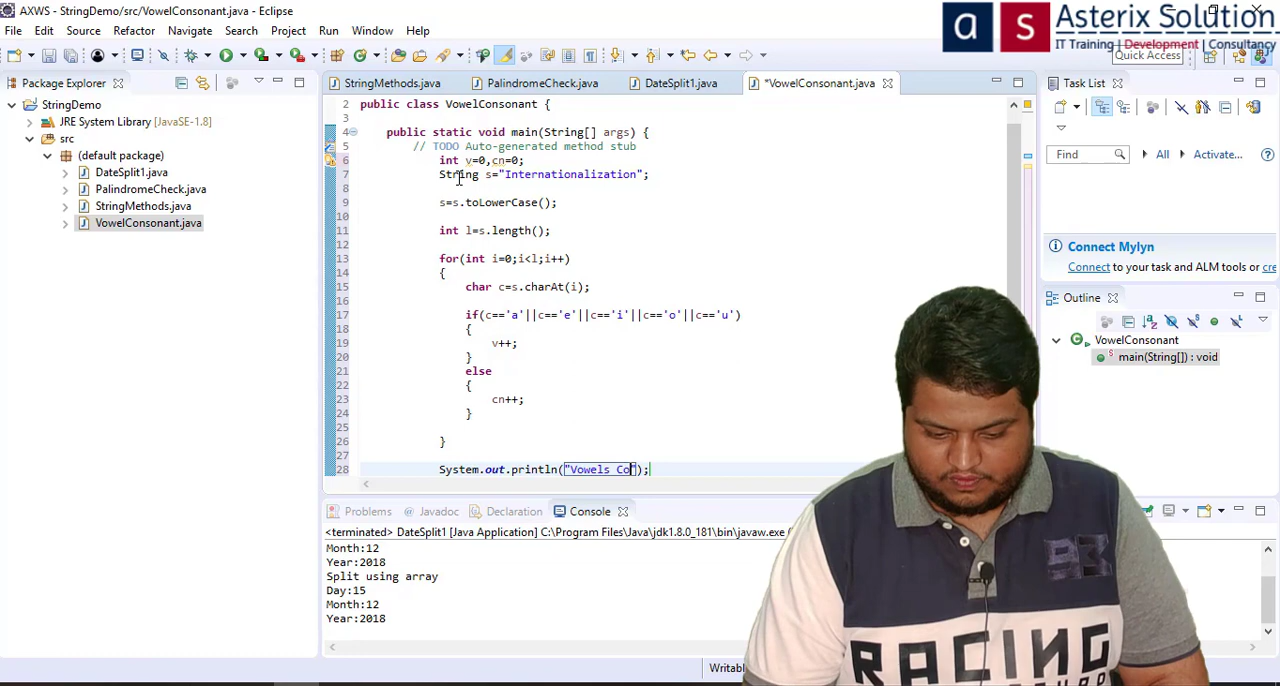 AXWS - StringDemo/src/VowelConsonant.java - Eclipse
File Edit Source Refactor Navigate Search Project Run Window Help
a s Asterix Solution
IT Training | Development | Consultancy
Quick Access
Package Explorer
StringDemo
JRE System Library [JavaSE-1.8]
src
(default package)
DateSplit1.java
PalindromeCheck.java
StringMethods.java
VowelConsonant.java
StringMethods.java PalindromeCheck.java DateSplit1.java *VowelConsonant.java
2 public class VowelConsonant {
3
4 public static void main(String[] args) {
5 // TODO Auto-generated method stub
6 int v=0,cn=0;
7 String s="Internationalization";
8
9 s=s.toLowerCase();
10
11 int l=s.length();
12
13 for(int i=0;i<l;i++)
14 {
15 char c=s.charAt(i);
16
17 if(c=='a'||c=='e'||c=='i'||c=='o'||c=='u')
18 {
19 v++;
20 }
21 else
22 {
23 cn++;
24 }
25
26 }
27
28 System.out.println("Vowels Co");
Task List
Find All Activate...
Connect Mylyn
Connect to your task and ALM tools or cre
Outline
VowelConsonant
main(String[]) : void
Problems Javadoc Declaration Console
<terminated> DateSplit1 [Java Application] C:\Program Files\Java\jdk1.8.0_181\bin\javaw.exe
Month:12
Year:2018
Split using array
Day:15
Month:12
Year:2018
Writabl
RACING